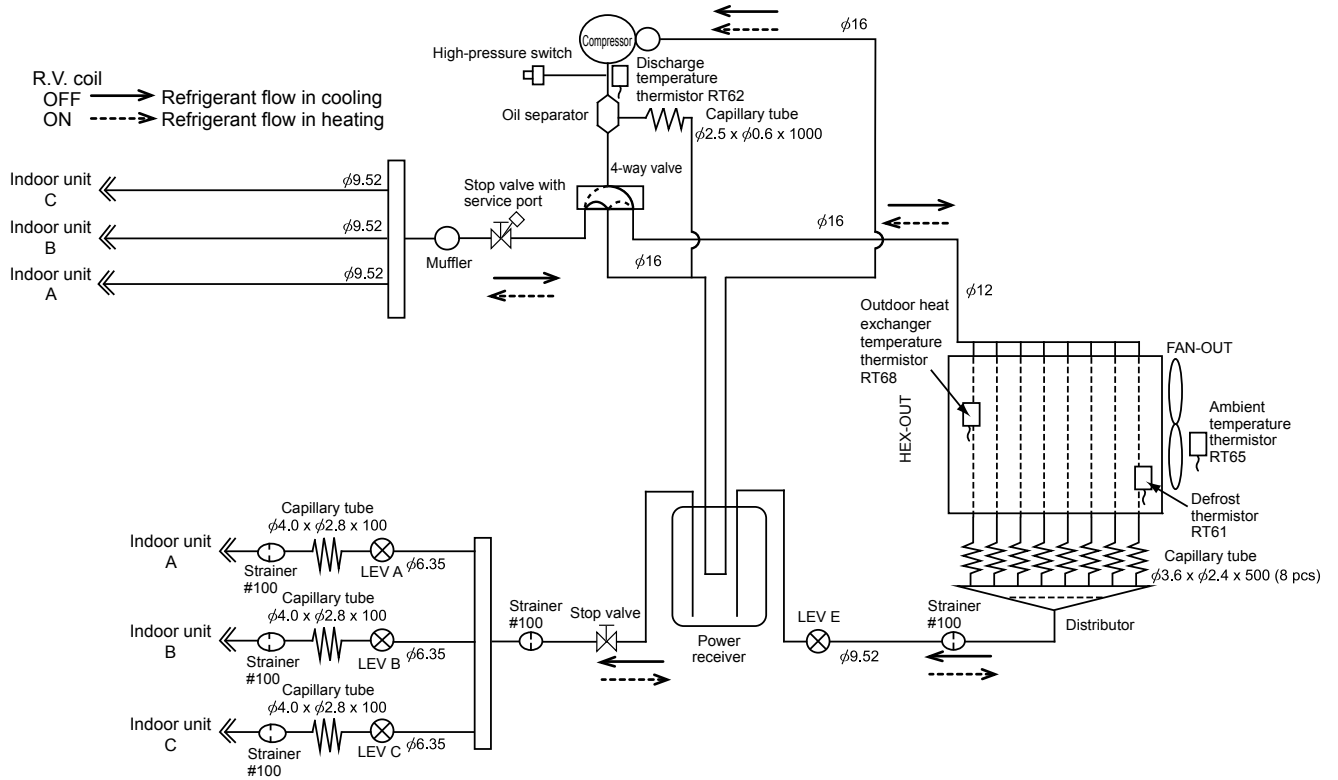 R.V. coil
OFF Refrigerant flow in cooling
ON Refrigerant flow in heating
Compressor
High-pressure switch
Discharge
temperature
thermistor RT62
Oil separator
Capillary tube
ϕ2.5 x ϕ0.6 x 1000
4-way valve
ϕ16
Indoor unit
C
ϕ9.52
Indoor unit
B
ϕ9.52
Indoor unit
A
ϕ9.52
Muffler
Stop valve with
service port
ϕ16
ϕ16
ϕ12
Outdoor heat
exchanger
temperature
thermistor
RT68
HEX-OUT
FAN-OUT
Ambient
temperature
thermistor
RT65
Defrost
thermistor
RT61
Capillary tube
ϕ3.6 x ϕ2.4 x 500 (8 pcs)
Distributor
Strainer
#100
LEV E
ϕ9.52
Power
receiver
Stop valve
Strainer
#100
Indoor unit
A
Capillary tube
ϕ4.0 x ϕ2.8 x 100
Strainer
#100
LEV A
ϕ6.35
Indoor unit
B
Capillary tube
ϕ4.0 x ϕ2.8 x 100
Strainer
#100
LEV B
ϕ6.35
Indoor unit
C
Capillary tube
ϕ4.0 x ϕ2.8 x 100
Strainer
#100
LEV C
ϕ6.35